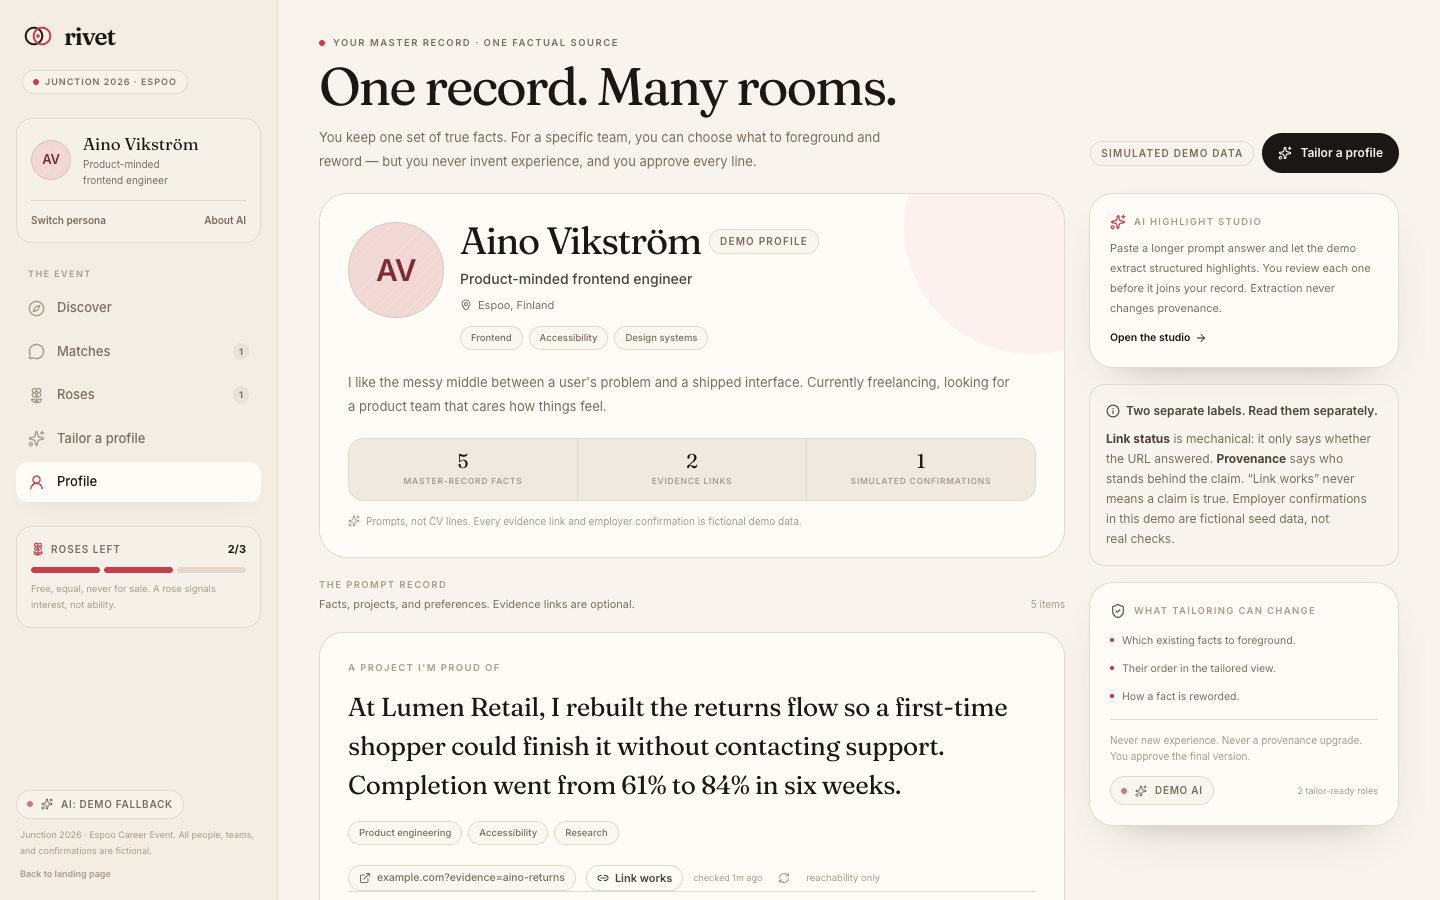 rivet
JUNCTION 2026 · ESPOO
AV
Aino Vikström
Product-minded
frontend engineer
Switch persona
About AI
THE EVENT
Discover
Matches
1
Roses
1
Tailor a profile
Profile
ROSES LEFT
2/3
Free, equal, never for sale. A rose signals
interest, not ability.
AI: DEMO FALLBACK
Junction 2026 · Espoo Career Event. All people, teams,
and confirmations are fictional.
Back to landing page
YOUR MASTER RECORD · ONE FACTUAL SOURCE
One record. Many rooms.
You keep one set of true facts. For a specific team, you can choose what to foreground and
reword — but you never invent experience, and you approve every line.
SIMULATED DEMO DATA
Tailor a profile
AV
Aino Vikström
DEMO PROFILE
Product-minded frontend engineer
Espoo, Finland
Frontend
Accessibility
Design systems
I like the messy middle between a user's problem and a shipped interface. Currently freelancing, looking for
a product team that cares how things feel.
5
MASTER-RECORD FACTS
2
EVIDENCE LINKS
1
SIMULATED CONFIRMATIONS
Prompts, not CV lines. Every evidence link and employer confirmation is fictional demo data.
THE PROMPT RECORD
Facts, projects, and preferences. Evidence links are optional.
5 items
A PROJECT I'M PROUD OF
At Lumen Retail, I rebuilt the returns flow so a first-time
shopper could finish it without contacting support.
Completion went from 61% to 84% in six weeks.
Product engineering
Accessibility
Research
example.com?evidence=aino-returns
Link works
checked 1m ago
reachability only
AI HIGHLIGHT STUDIO
Paste a longer prompt answer and let the demo
extract structured highlights. You review each one
before it joins your record. Extraction never
changes provenance.
Open the studio →
Two separate labels. Read them separately.
Link status is mechanical: it only says whether
the URL answered. Provenance says who
stands behind the claim. “Link works” never
means a claim is true. Employer confirmations
in this demo are fictional seed data, not
real checks.
WHAT TAILORING CAN CHANGE
Which existing facts to foreground.
Their order in the tailored view.
How a fact is reworded.
Never new experience. Never a provenance upgrade.
You approve the final version.
DEMO AI
2 tailor-ready roles